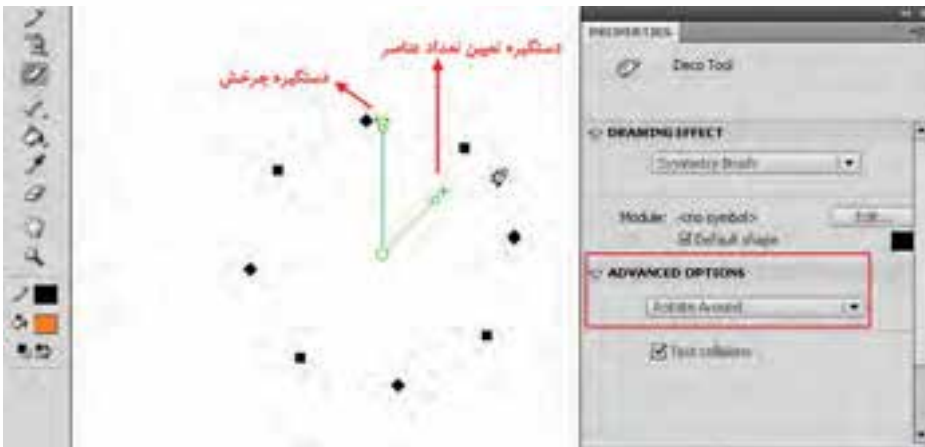 PROPERTIES
Deco Tool
دستگیره تعیین تعداد عناصر
دستگیره چرخش
DRAWING EFFECT
Symmetry Brush
Module: <no symbol>
Edit...
Default shape
ADVANCED OPTIONS
Rotate Around
Test collisions